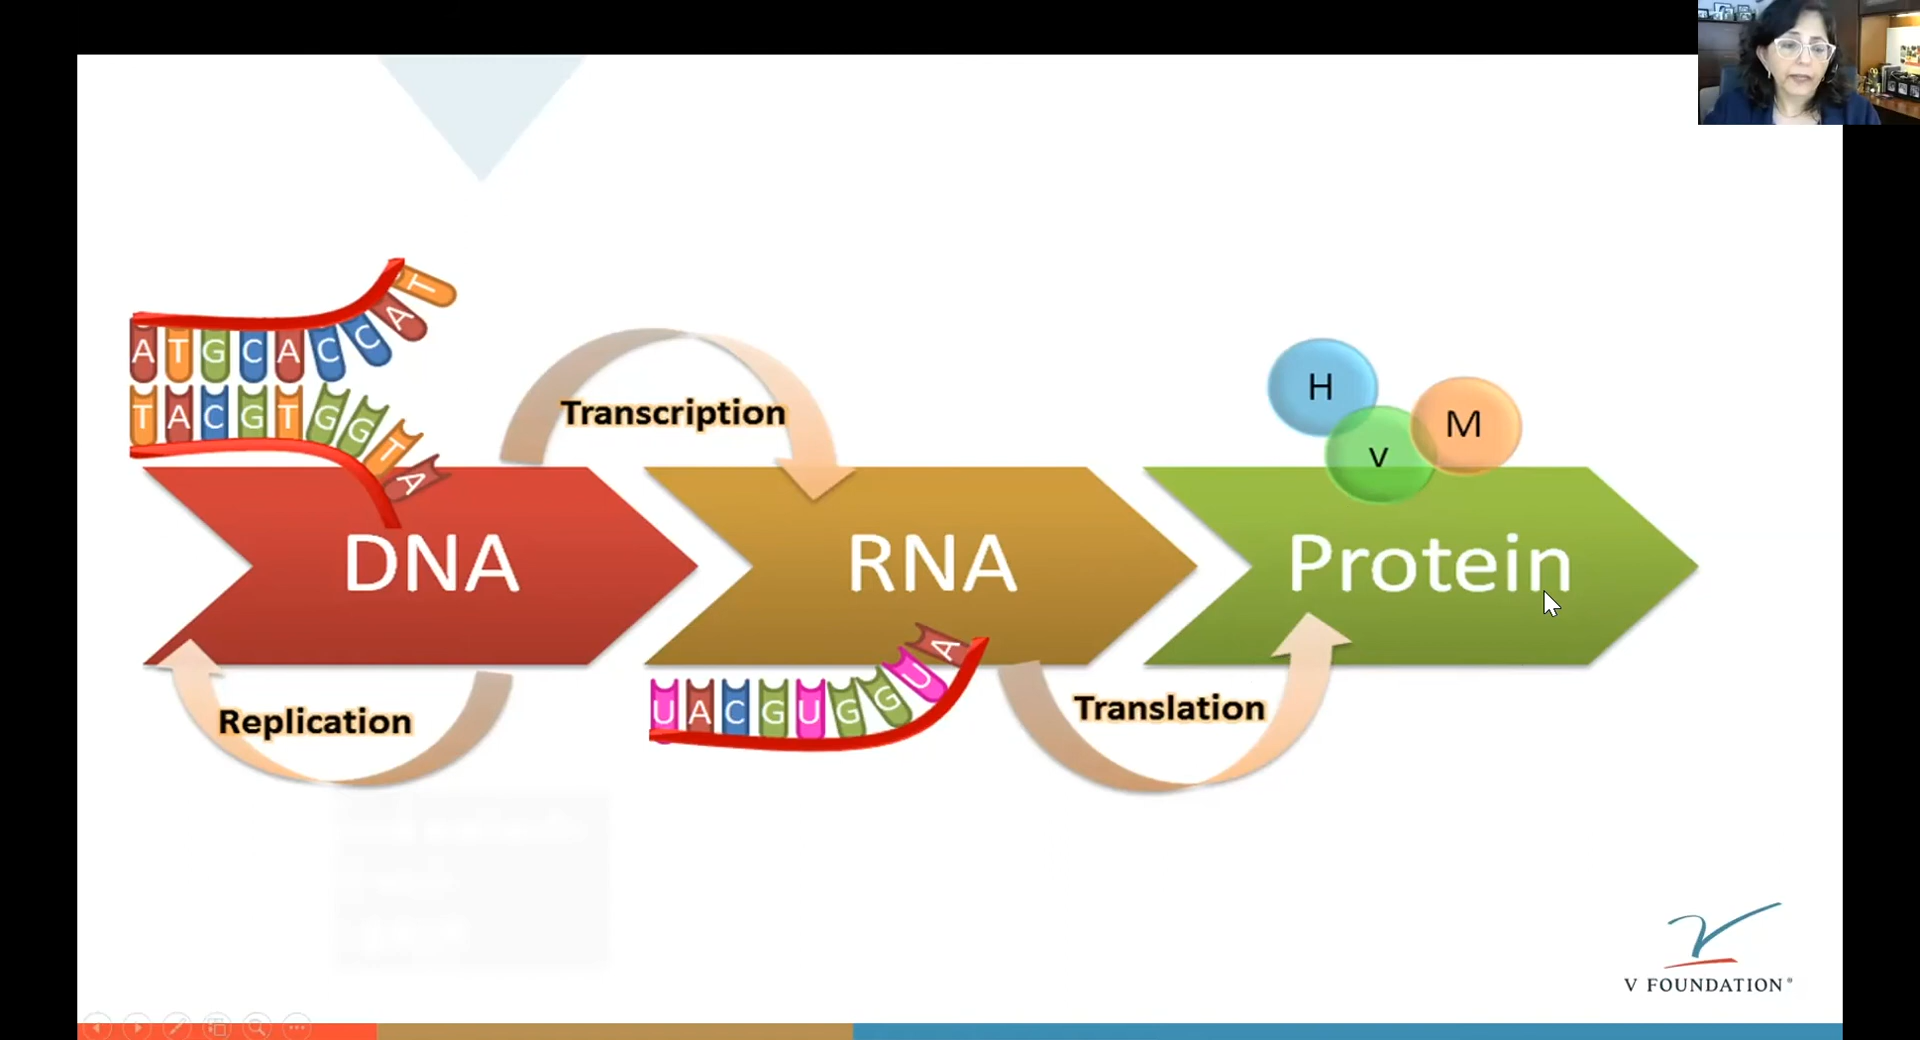 ATGCACCAT
TACGTGGTA
Transcription
H
V
M
DNA
RNA
Protein
Replication
UACGUGGUA
Translation
V FOUNDATION®